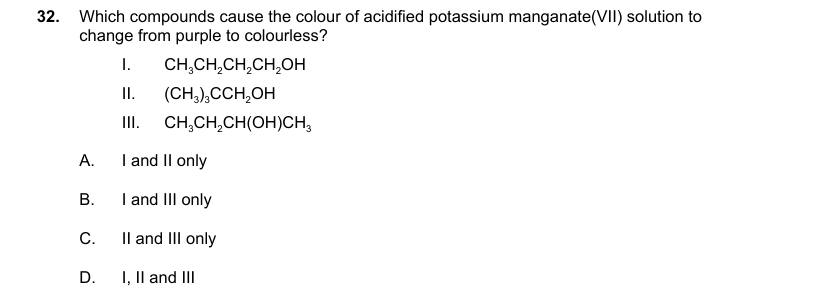 32. Which compounds cause the colour of acidified potassium manganate(VII) solution to
change from purple to colourless?
I. CH₃CH₂CH₂CH₂OH
II. (CH₃)₃CCH₂OH
III. CH₃CH₂CH(OH)CH₃
A. I and II only
B. I and III only
C. II and III only
D. I, II and III